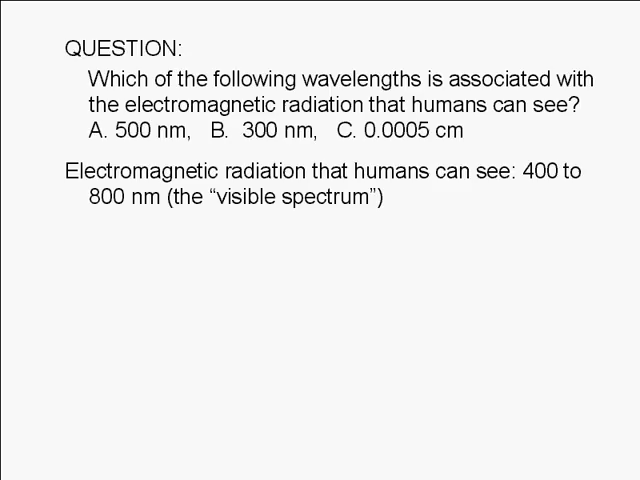 QUESTION:
Which of the following wavelengths is associated with
the electromagnetic radiation that humans can see?
A. 500 nm, B. 300 nm, C. 0.0005 cm
Electromagnetic radiation that humans can see: 400 to
800 nm (the “visible spectrum”)